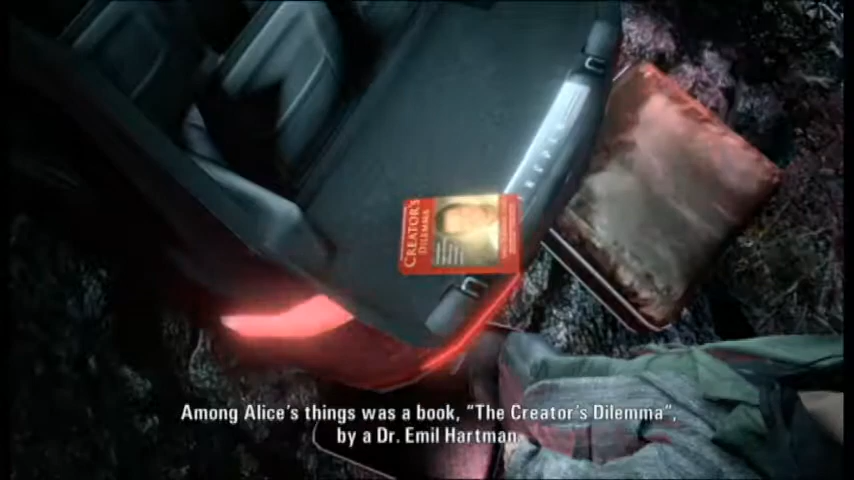 CREATOR'S
DILEMMA
Among Alice's things was a book, "The Creator's Dilemma",
by a Dr. Emil Hartman